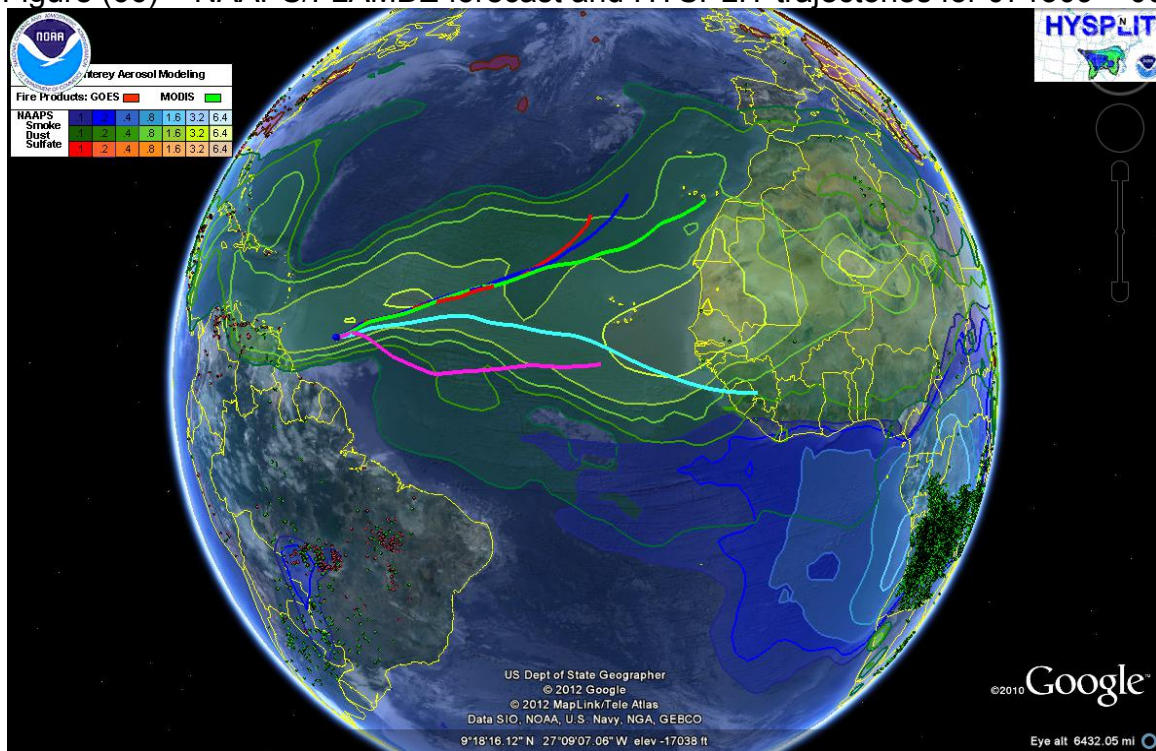 NOAA
HYSPLIT
nterey Aerosol Modeling
Fire Products: GOES MODIS
NAAPS
Smoke .1 .2 .4 .8 1.6 3.2 6.4
Dust .1 .2 .4 .8 1.6 3.2 6.4
Sulfate .1 .2 .4 .8 1.6 3.2 6.4
US Dept of State Geographer
© 2012 Google
© 2012 MapLink/Tele Atlas
Data SIO, NOAA, U.S. Navy, NGA, GEBCO
©2010 Google™
9°18'16.12" N 27°09'07.06" W elev -17038 ft
Eye alt 6432.05 mi